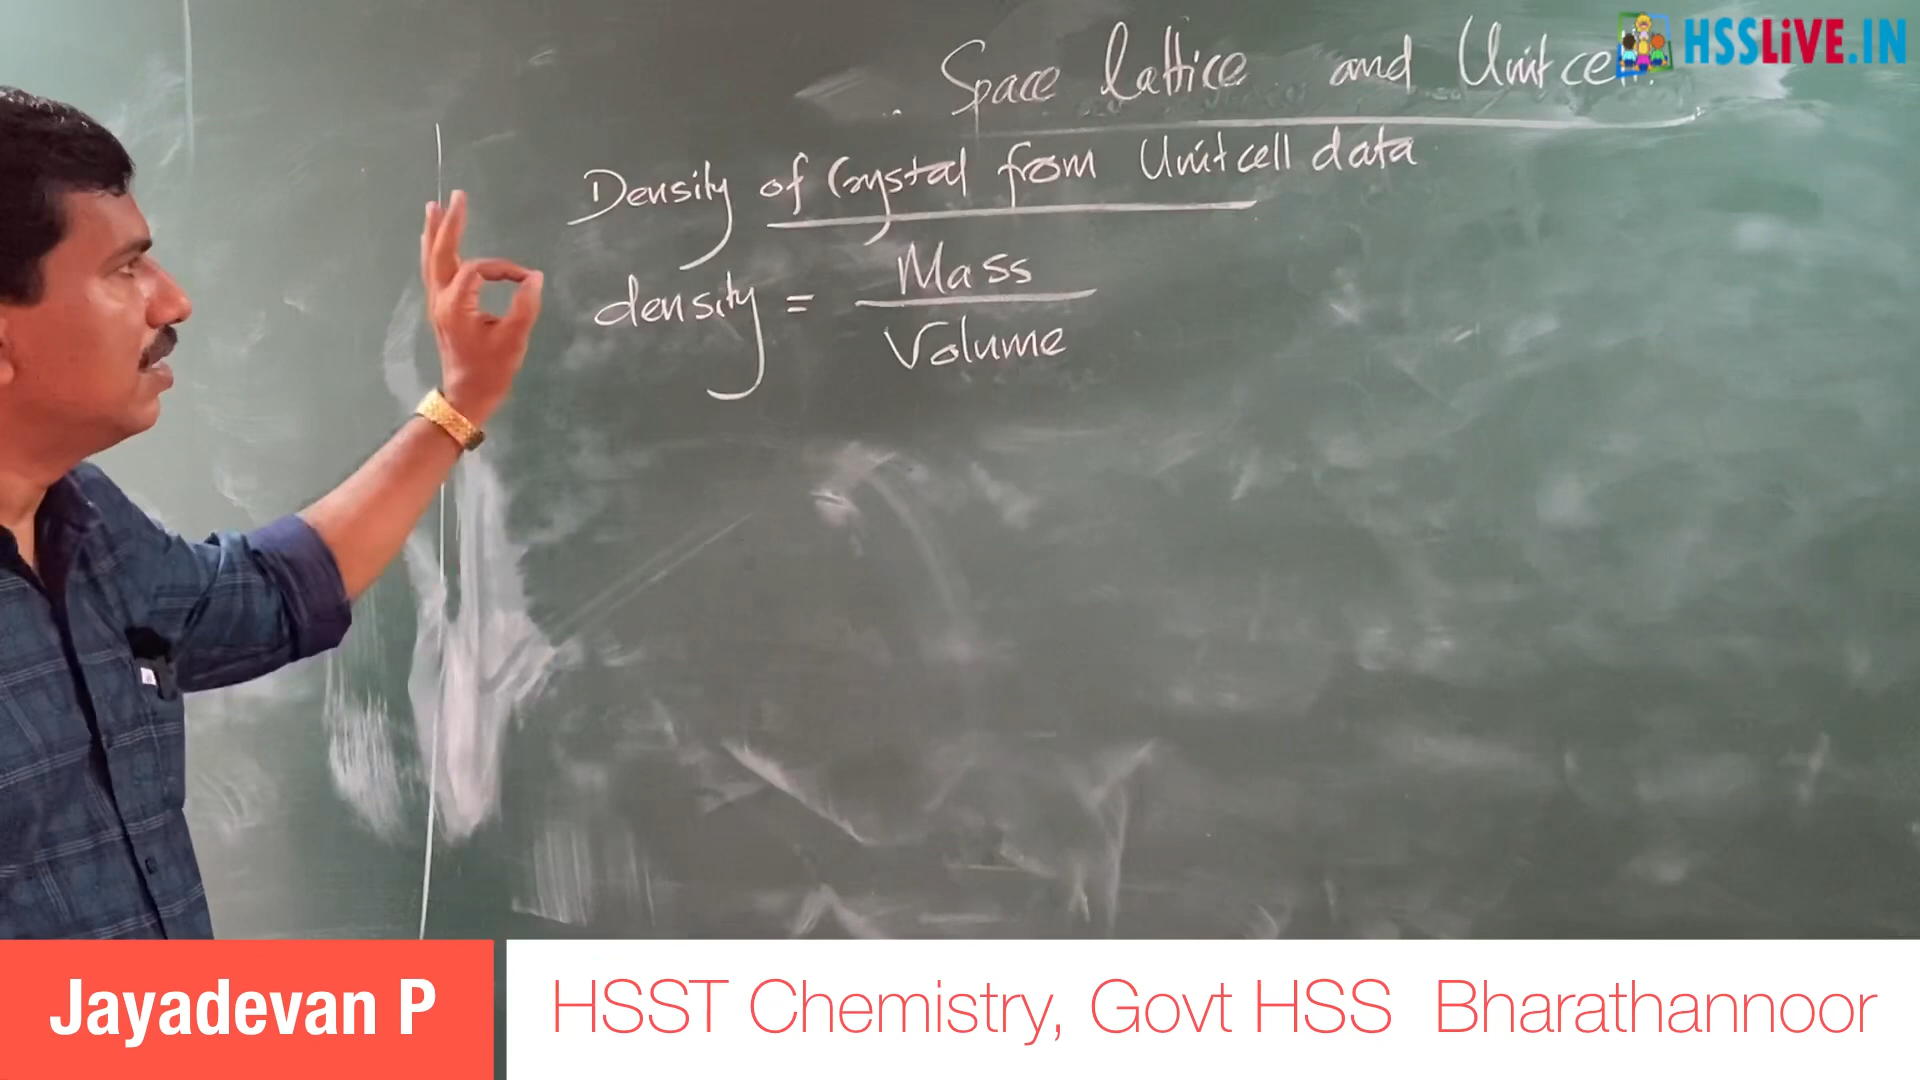 Space lattice and Unit cell.
HSSLiVE.IN
Density of Crystal from Unit cell data
density = Mass
Volume
Jayadevan P
HSST Chemistry, Govt HSS Bharathannoor